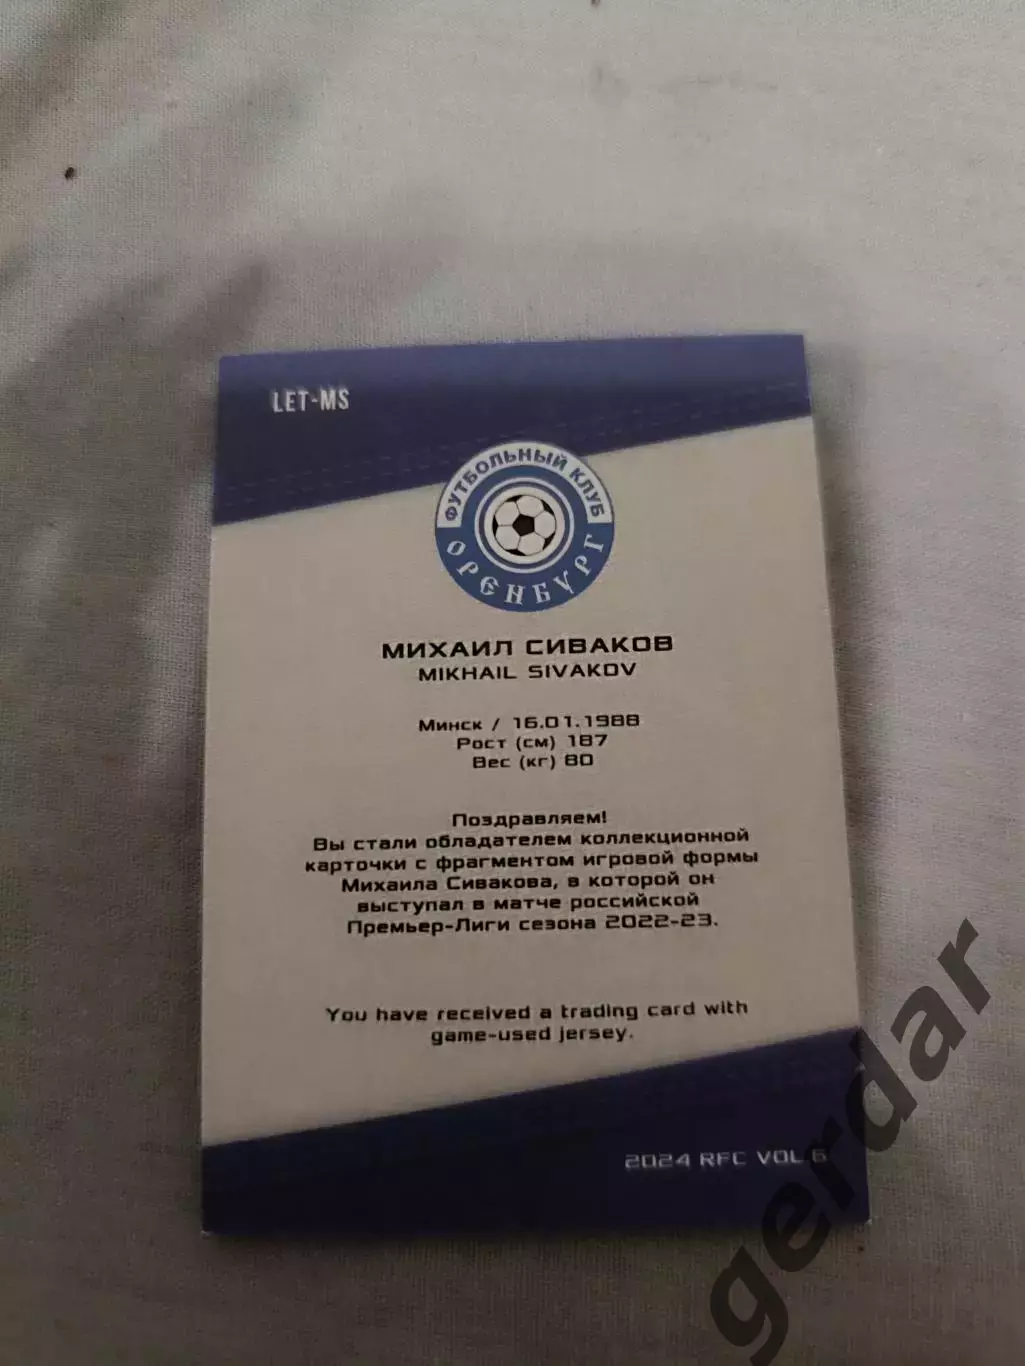 LET-MS
ФУТБОЛЬНЫЙ КЛУБ
ОРЕНБУРГ
МИХАИЛ СИВАКОВ
MIKHAIL SIVAKOV
Минск / 16.01.1988
Рост (см) 187
Вес (кг) 80
Поздравляем!
Вы стали обладателем коллекционной
карточки с фрагментом игровой формы
Михаила Сивакова, в которой он
выступал в матче российской
Премьер-Лиги сезона 2022-23.
You have received a trading card with
game-used jersey.
2024 RFC VOL.6
gerdar